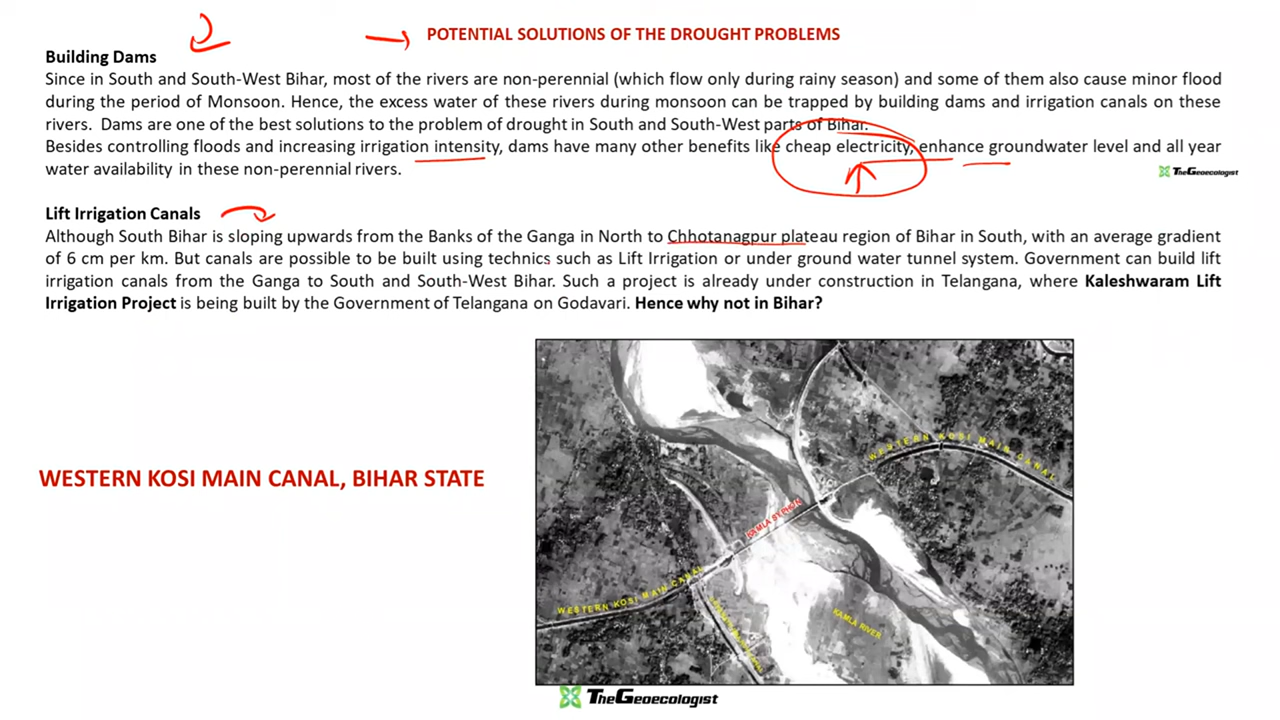 POTENTIAL SOLUTIONS OF THE DROUGHT PROBLEMS
Building Dams
Since in South and South-West Bihar, most of the rivers are non-perennial (which flow only during rainy season) and some of them also cause minor flood
during the period of Monsoon. Hence, the excess water of these rivers during monsoon can be trapped by building dams and irrigation canals on these
rivers. Dams are one of the best solutions to the problem of drought in South and South-West parts of Bihar.
Besides controlling floods and increasing irrigation intensity, dams have many other benefits like cheap electricity, enhance groundwater level and all year
water availability in these non-perennial rivers.
TheGeoecologist
Lift Irrigation Canals
Although South Bihar is sloping upwards from the Banks of the Ganga in North to Chhotanagpur plateau region of Bihar in South, with an average gradient
of 6 cm per km. But canals are possible to be built using technics such as Lift Irrigation or under ground water tunnel system. Government can build lift
irrigation canals from the Ganga to South and South-West Bihar. Such a project is already under construction in Telangana, where Kaleshwaram Lift
Irrigation Project is being built by the Government of Telangana on Godavari. Hence why not in Bihar?
WESTERN KOSI MAIN CANAL
WESTERN KOSI MAIN CANAL, BIHAR STATE
KAMLA SYPHON
WESTERN KOSI MAIN CANAL
KAMLA RIVER
TheGeoecologist